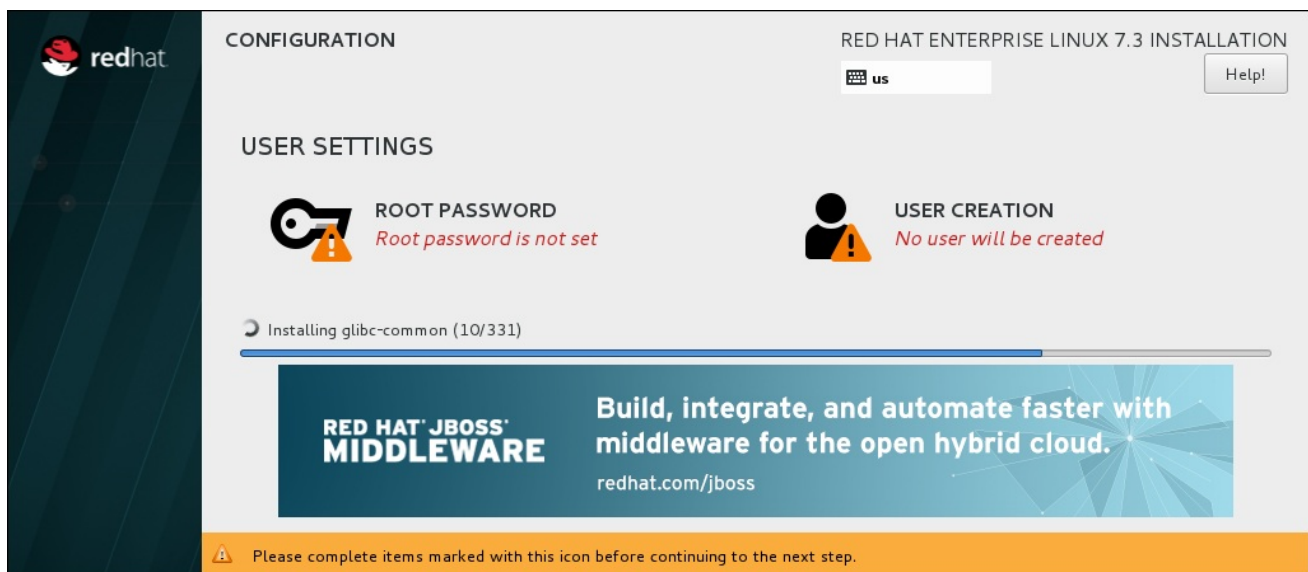 redhat.
CONFIGURATION
RED HAT ENTERPRISE LINUX 7.3 INSTALLATION
us
Help!
USER SETTINGS
ROOT PASSWORD
Root password is not set
USER CREATION
No user will be created
Installing glibc-common (10/331)
RED HAT® JBOSS®
MIDDLEWARE
Build, integrate, and automate faster with
middleware for the open hybrid cloud.
redhat.com/jboss
Please complete items marked with this icon before continuing to the next step.